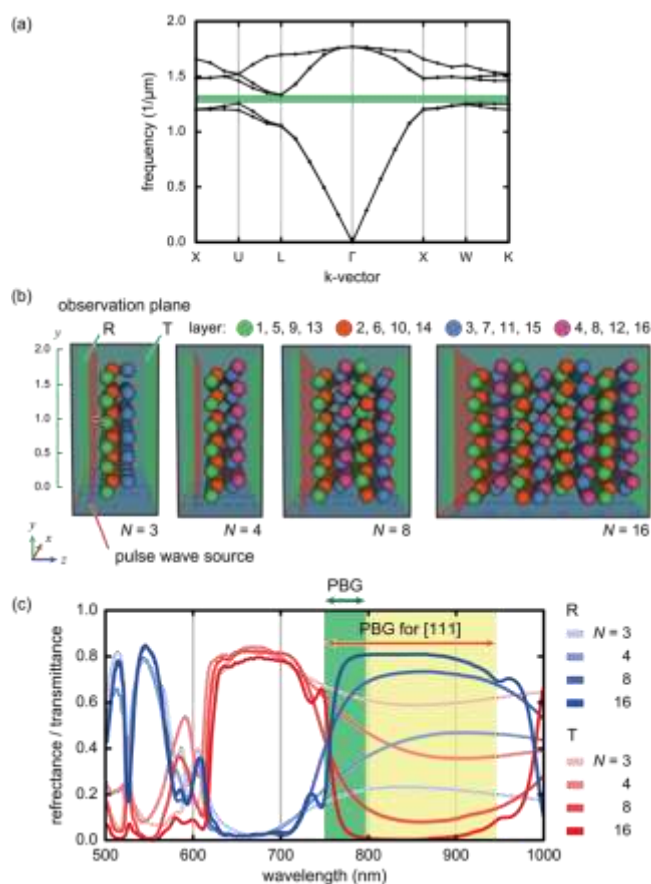 (a)
2.0
1.5
1.0
0.5
0.0
frequency (1/μm)
X U L Γ X W K
k-vector
(b)
observation plane
y R T layer: 1, 5, 9, 13 2, 6, 10, 14 3, 7, 11, 15 4, 8, 12, 16
2.0
1.5
1.0
0.5
0.0
y x z
N = 3 N = 4 N = 8 N = 16
pulse wave source
(c)
PBG
PBG for [111]
1.0
0.8
0.6
0.4
0.2
0.0
refrectance / transmittance
500 600 700 800 900 1000
wavelength (nm)
R
N = 3
4
8
16
T
N = 3
4
8
16